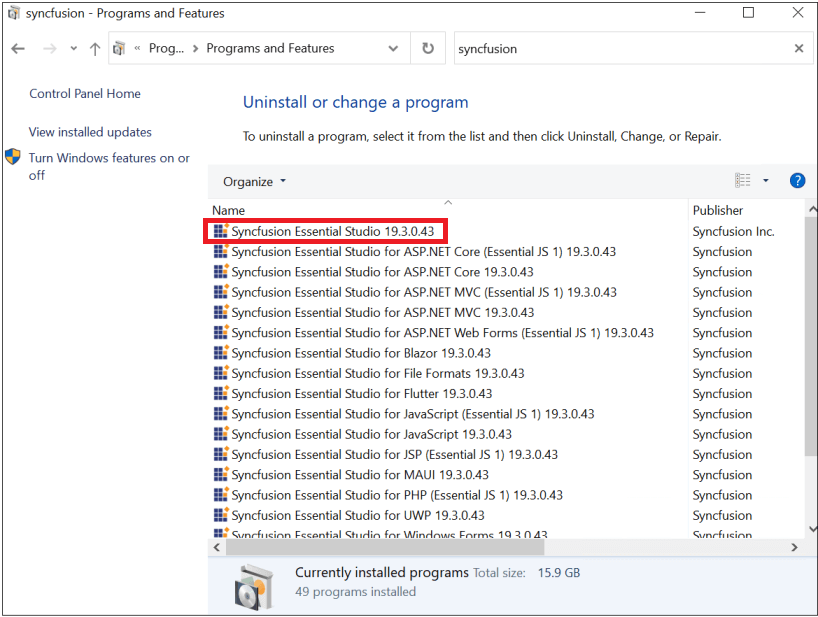 syncfusion - Programs and Features
« Prog... > Programs and Features
syncfusion
Control Panel Home
View installed updates
Turn Windows features on or
off
Uninstall or change a program
To uninstall a program, select it from the list and then click Uninstall, Change, or Repair.
Organize
Name Publisher
Syncfusion Essential Studio 19.3.0.43 Syncfusion Inc.
Syncfusion Essential Studio for ASP.NET Core (Essential JS 1) 19.3.0.43 Syncfusion
Syncfusion Essential Studio for ASP.NET Core 19.3.0.43 Syncfusion
Syncfusion Essential Studio for ASP.NET MVC (Essential JS 1) 19.3.0.43 Syncfusion
Syncfusion Essential Studio for ASP.NET MVC 19.3.0.43 Syncfusion
Syncfusion Essential Studio for ASP.NET Web Forms (Essential JS 1) 19.3.0.43 Syncfusion
Syncfusion Essential Studio for Blazor 19.3.0.43 Syncfusion
Syncfusion Essential Studio for File Formats 19.3.0.43 Syncfusion
Syncfusion Essential Studio for Flutter 19.3.0.43 Syncfusion
Syncfusion Essential Studio for JavaScript (Essential JS 1) 19.3.0.43 Syncfusion
Syncfusion Essential Studio for JavaScript 19.3.0.43 Syncfusion
Syncfusion Essential Studio for JSP (Essential JS 1) 19.3.0.43 Syncfusion
Syncfusion Essential Studio for MAUI 19.3.0.43 Syncfusion
Syncfusion Essential Studio for PHP (Essential JS 1) 19.3.0.43 Syncfusion
Syncfusion Essential Studio for UWP 19.3.0.43 Syncfusion
Syncfusion Essential Studio for Windows Forms 19.3.0.43 Syncfusion
Currently installed programs Total size: 15.9 GB
49 programs installed